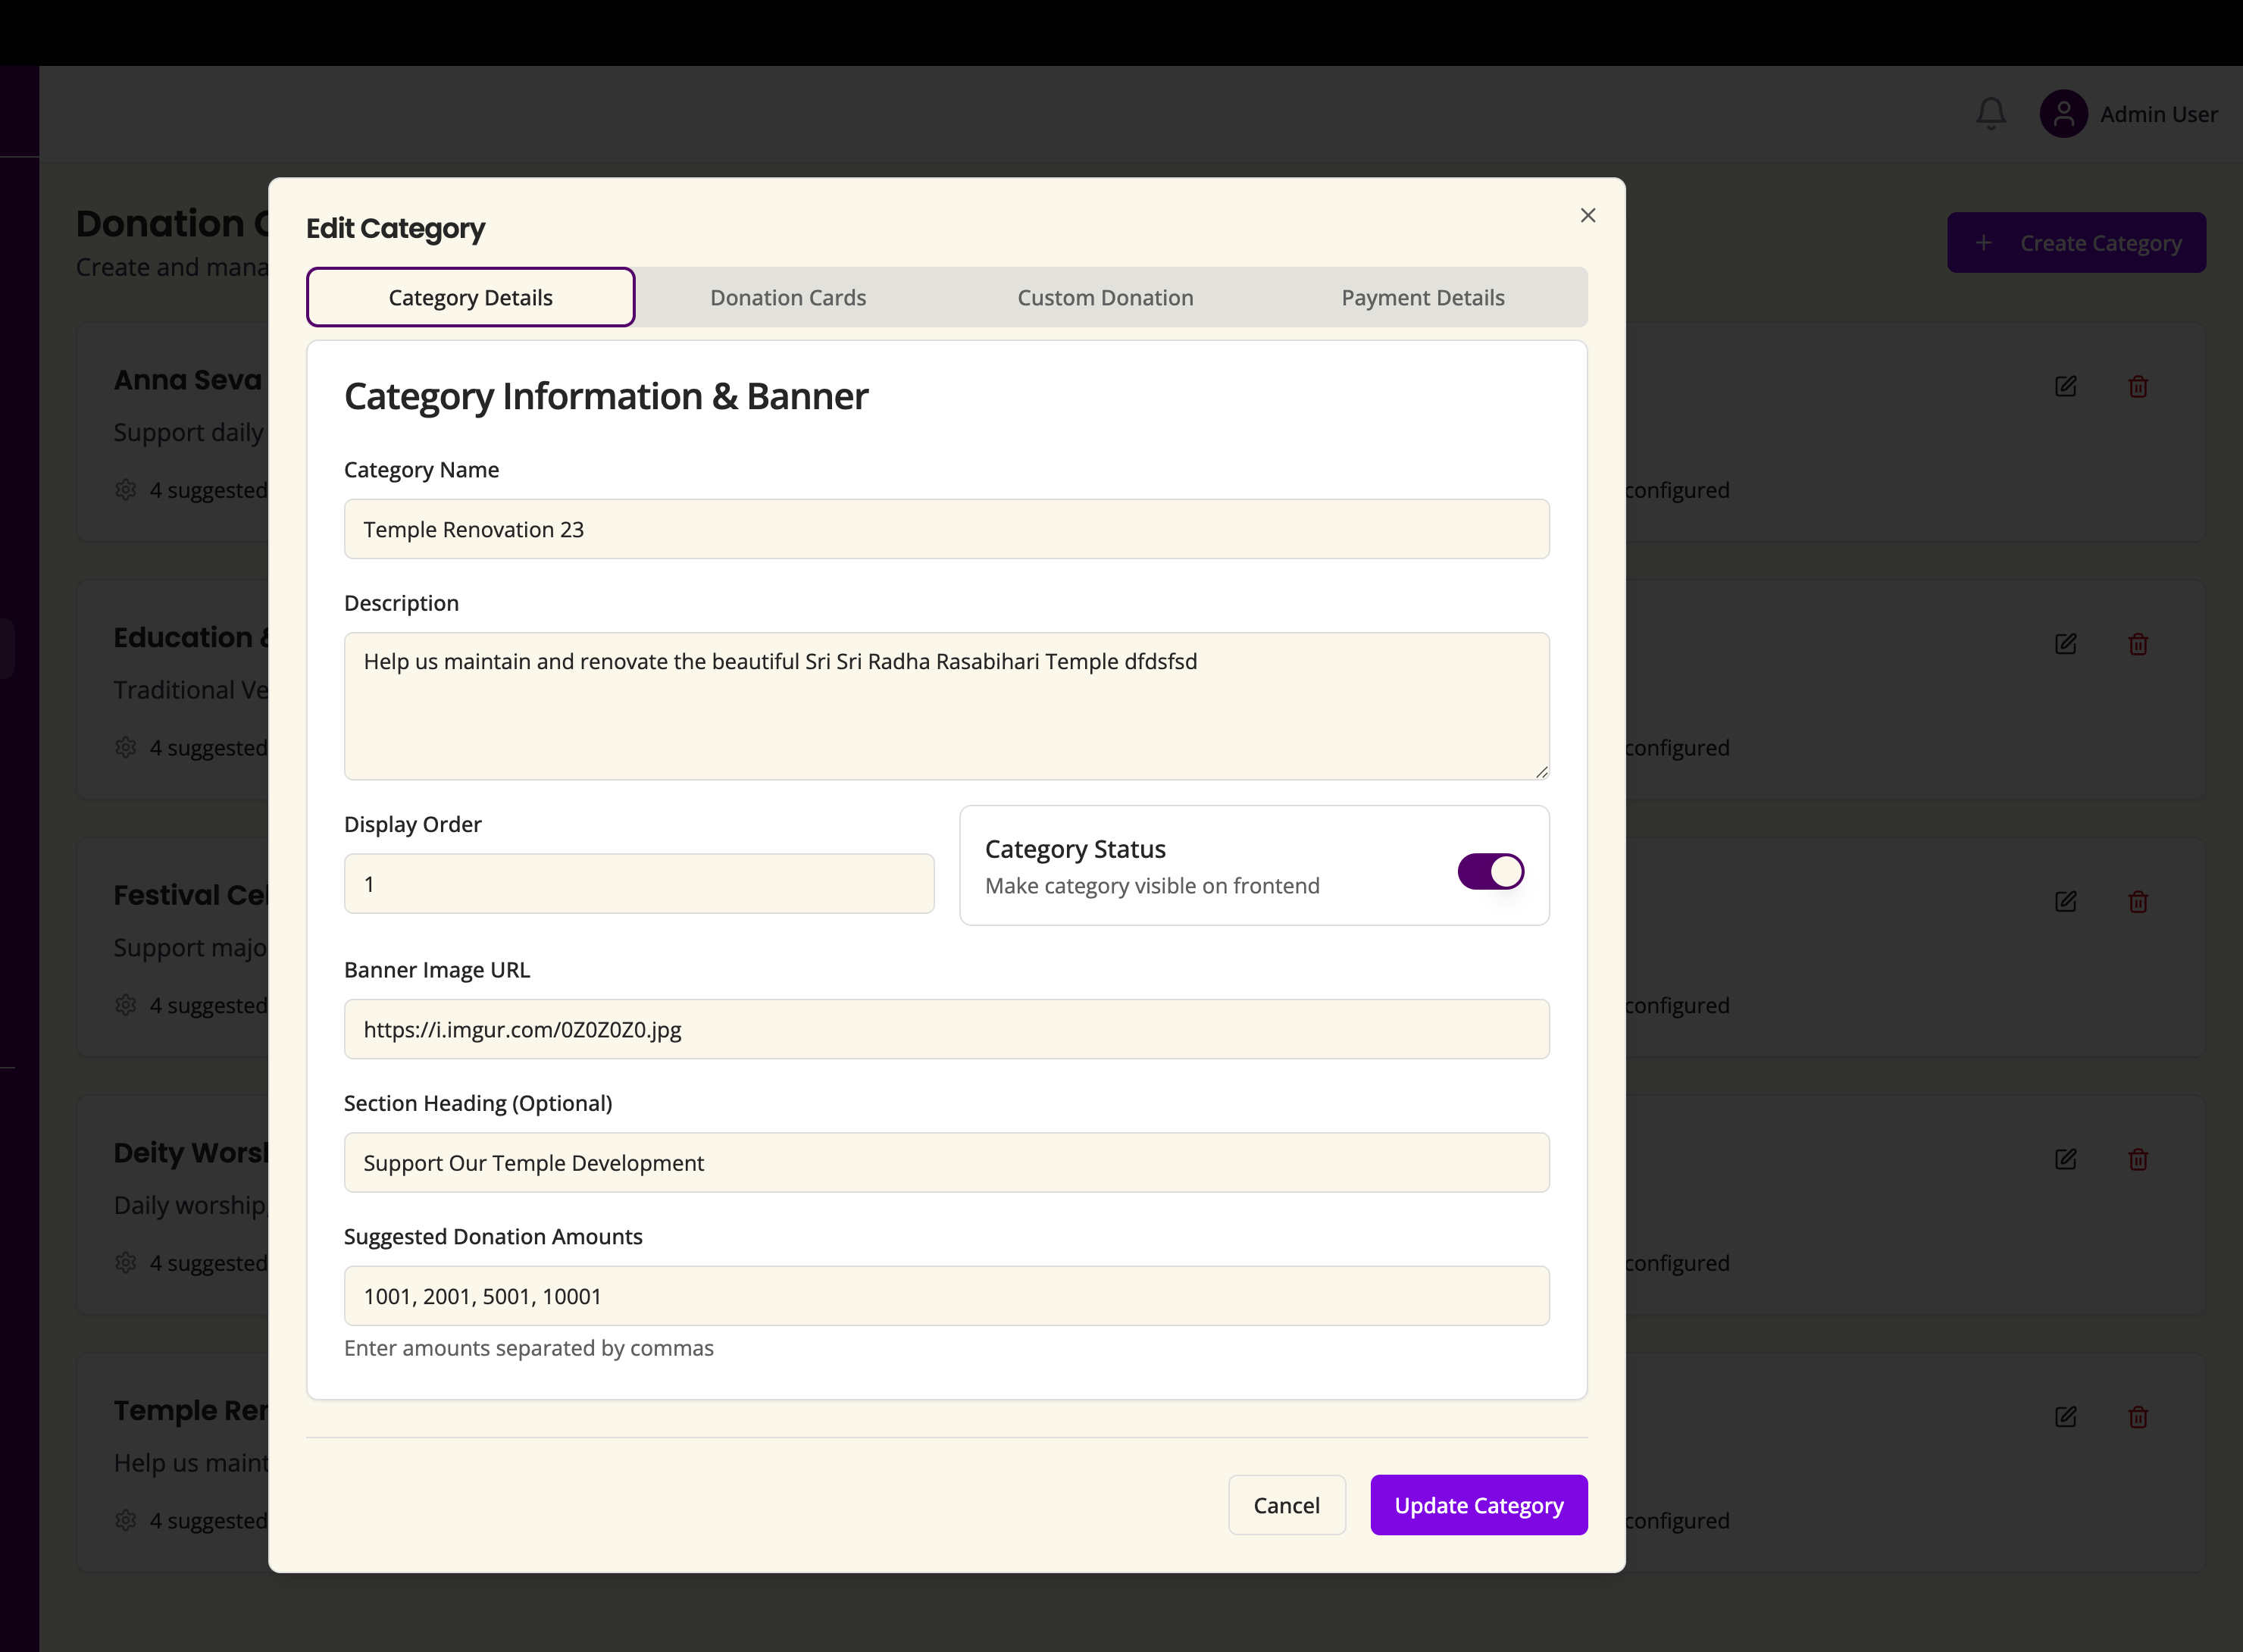 Admin User
Donation
Create and mana
Create Category
Edit Category
Category Details
Donation Cards
Custom Donation
Payment Details
Category Information & Banner
Category Name
Temple Renovation 23
Description
Help us maintain and renovate the beautiful Sri Sri Radha Rasabihari Temple dfdsfsd
Display Order
1
Category Status
Make category visible on frontend
Banner Image URL
https://i.imgur.com/0Z0Z0Z0.jpg
Section Heading (Optional)
Support Our Temple Development
Suggested Donation Amounts
1001, 2001, 5001, 10001
Enter amounts separated by commas
Cancel
Update Category
Anna Seva
Support daily
4 suggested
configured
Education &
Traditional Ve
4 suggested
configured
Festival Cel
Support majo
4 suggested
configured
Deity Worsh
Daily worship,
4 suggested
configured
Temple Ren
Help us maint
4 suggested
configured